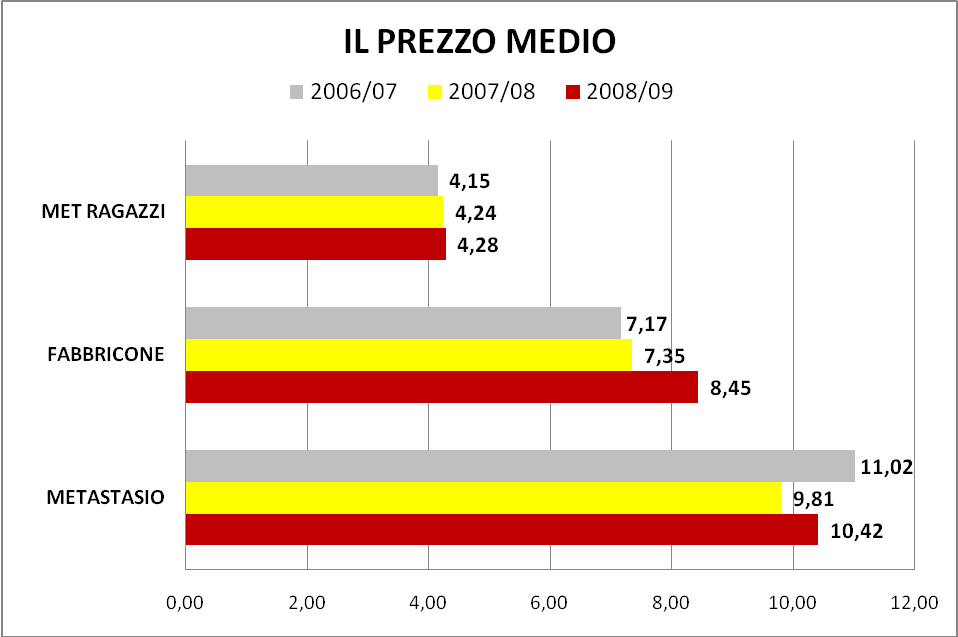 IL PREZZO MEDIO
2006/07 2007/08 2008/09
4,15
MET RAGAZZI 4,24
4,28
7,17
FABBRICONE 7,35
8,45
11,02
METASTASIO 9,81
10,42
0,00 2,00 4,00 6,00 8,00 10,00 12,00